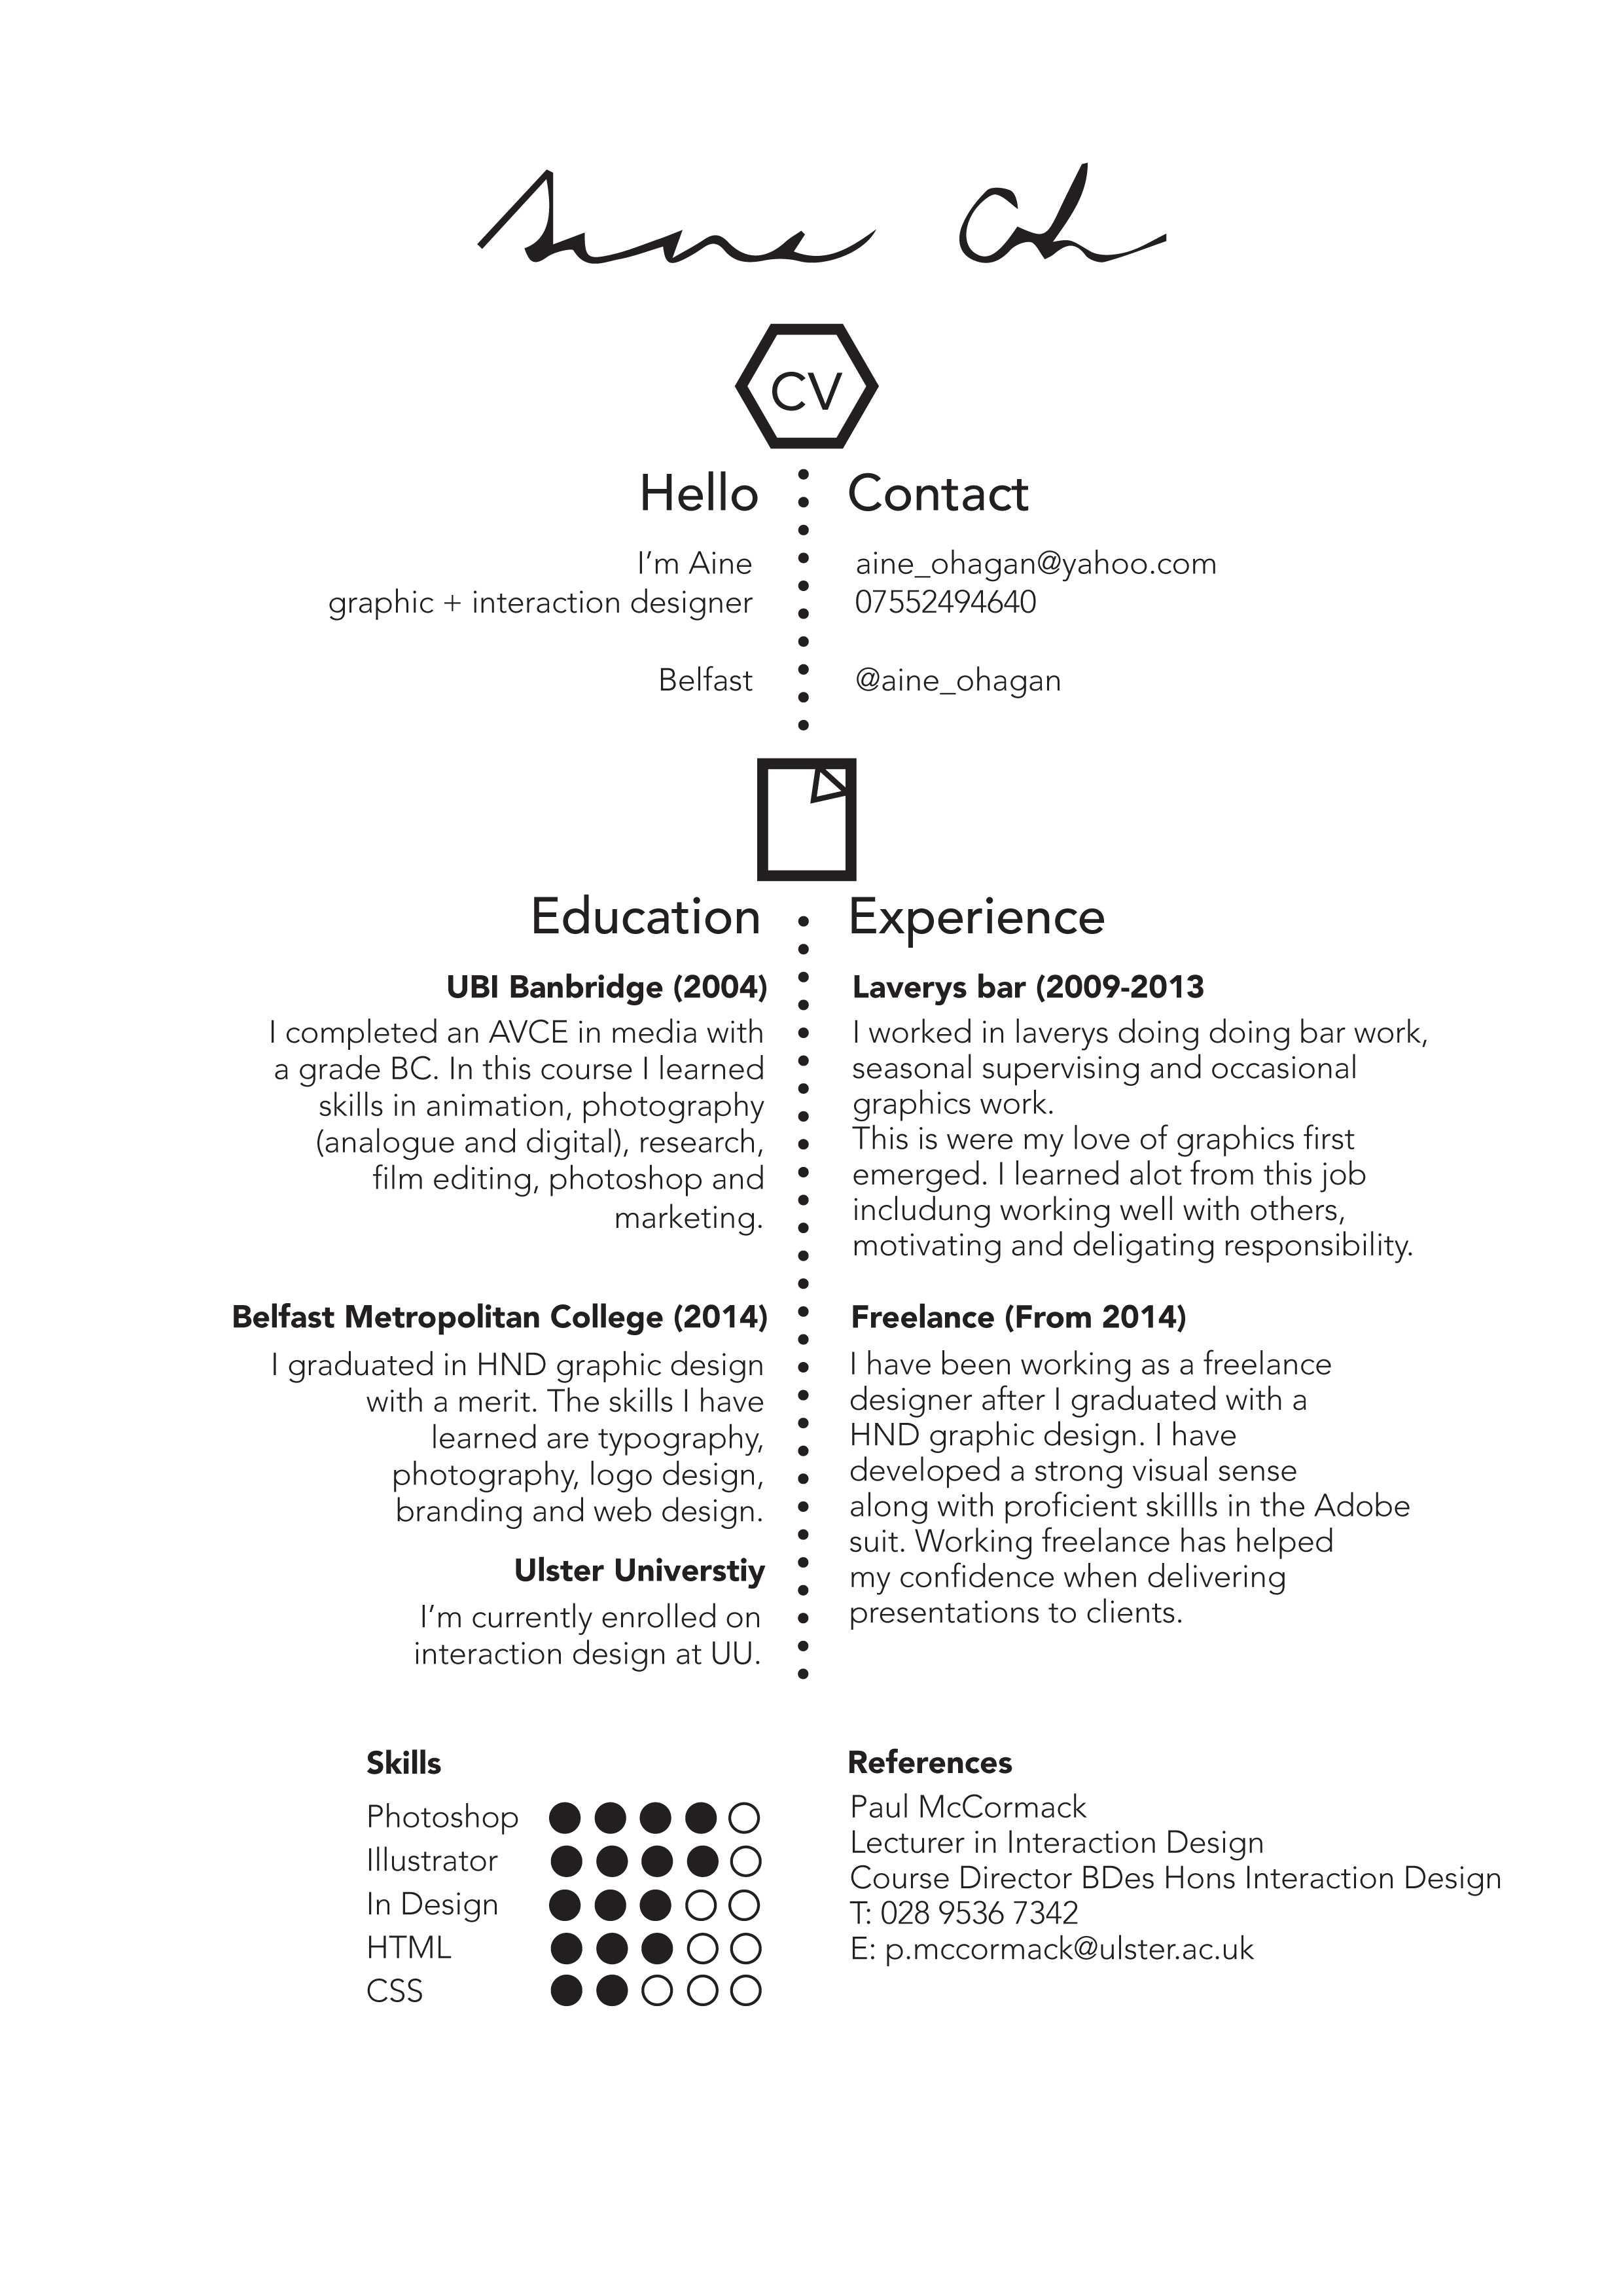 Aine Oh
CV
Hello
I’m Aine
graphic + interaction designer
Belfast
Contact
aine_ohagan@yahoo.com
07552494640
@aine_ohagan
Education
UBI Banbridge (2004)
I completed an AVCE in media with
a grade BC. In this course I learned
skills in animation, photography
(analogue and digital), research,
film editing, photoshop and
marketing.
Belfast Metropolitan College (2014)
I graduated in HND graphic design
with a merit. The skills I have
learned are typography,
photography, logo design,
branding and web design.
Ulster Universtiy
I’m currently enrolled on
interaction design at UU.
Experience
Laverys bar (2009-2013
I worked in laverys doing doing bar work,
seasonal supervising and occasional
graphics work.
This is were my love of graphics first
emerged. I learned alot from this job
includung working well with others,
motivating and deligating responsibility.
Freelance (From 2014)
I have been working as a freelance
designer after I graduated with a
HND graphic design. I have
developed a strong visual sense
along with proficient skillls in the Adobe
suit. Working freelance has helped
my confidence when delivering
presentations to clients.
Skills
Photoshop
Illustrator
In Design
HTML
CSS
References
Paul McCormack
Lecturer in Interaction Design
Course Director BDes Hons Interaction Design
T: 028 9536 7342
E: p.mccormack@ulster.ac.uk